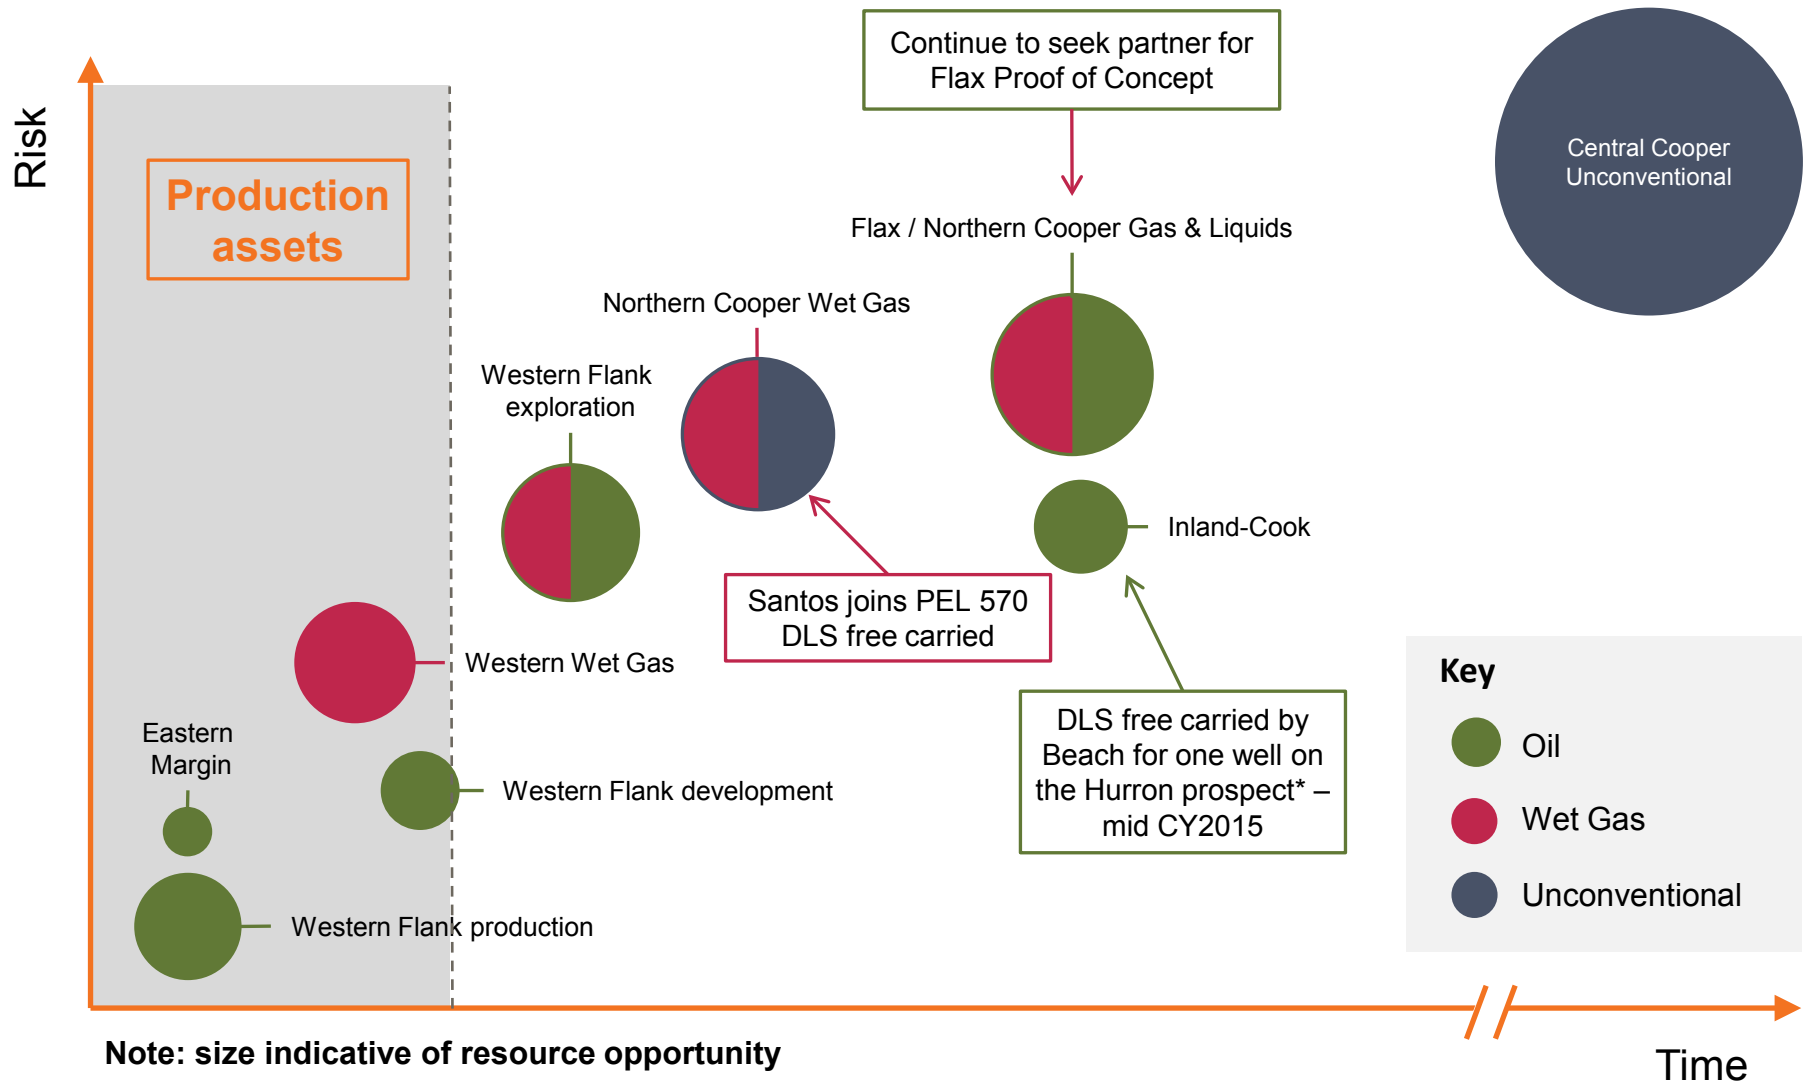 Continue to seek partner for
Flax Proof of Concept
Risk
Production
assets
Central Cooper
Unconventional
Flax / Northern Cooper Gas & Liquids
Northern Cooper Wet Gas
Western Flank
exploration
Inland-Cook
Santos joins PEL 570
DLS free carried
Western Wet Gas
DLS free carried by
Beach for one well on
the Hurron prospect* –
mid CY2015
Eastern
Margin
Western Flank development
Western Flank production
Key
Oil
Wet Gas
Unconventional
Note: size indicative of resource opportunity
Time